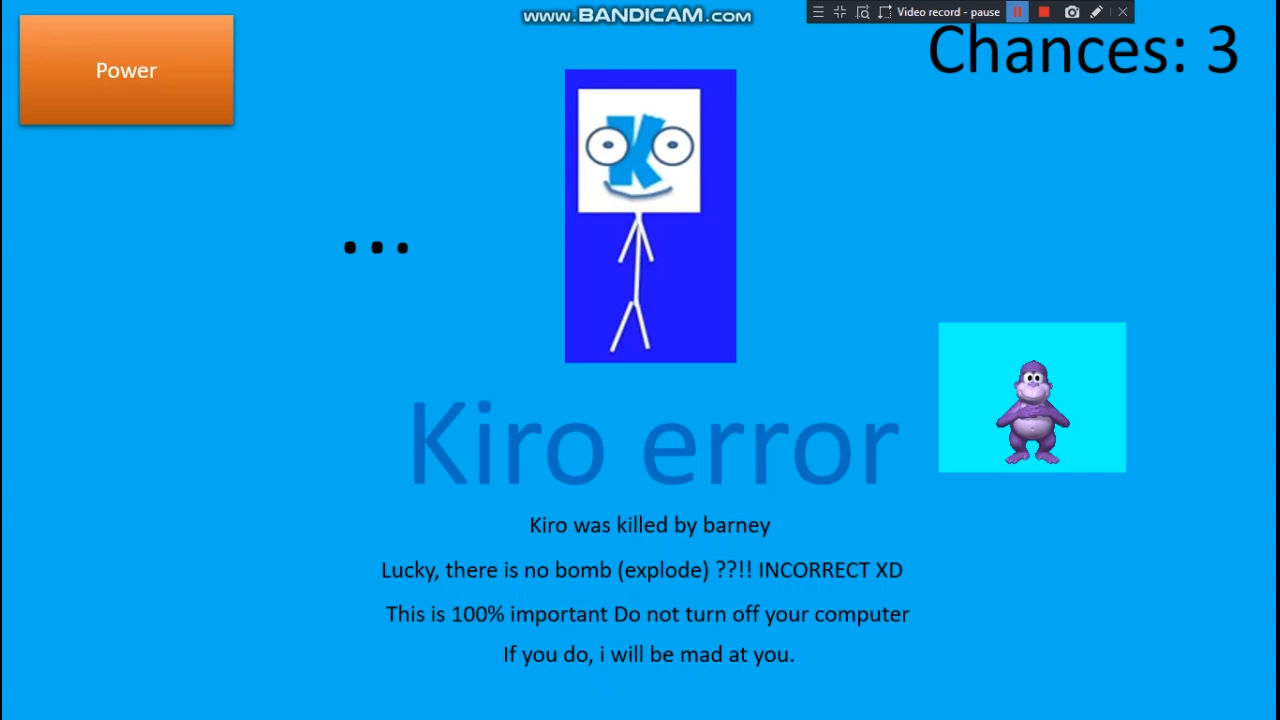 www.BANDICAM.com
Video record - pause
Power
Chances: 3
K
...
Kiro error
Kiro was killed by barney
Lucky, there is no bomb (explode) ??!! INCORRECT XD
This is 100% important Do not turn off your computer
If you do, i will be mad at you.